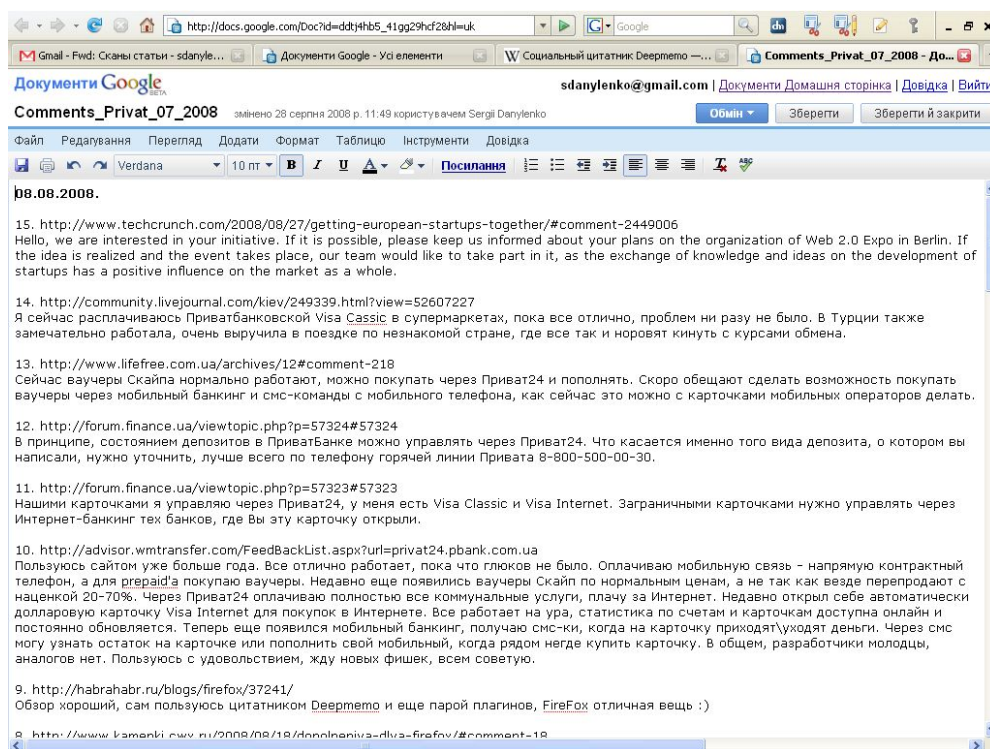 http://docs.google.com/Doc?id=ddtj4hb5_41gg29hcf28hl=uk
Google
Gmail - Fwd: Сканы статьи - sdanyle...
Документи Google - Усі елементи
Социальный цитатник Deepmemo —...
Comments_Privat_07_2008 - До...
Документи Google BETA
sdanylenko@gmail.com | Документи Домашня сторінка | Довідка | Вийти
Comments_Privat_07_2008 змінено 28 серпня 2008 р. 11:49 користувачем Sergii Danylenko
Обмін Зберегти Зберегти й закрити
Файл Редагування Перегляд Додати Формат Таблицю Інструменти Довідка
Verdana 10 пт B I U A Посилання
08.08.2008.
15. http://www.techcrunch.com/2008/08/27/getting-european-startups-together/#comment-2449006
Hello, we are interested in your initiative. If it is possible, please keep us informed about your plans on the organization of Web 2.0 Expo in Berlin. If
the idea is realized and the event takes place, our team would like to take part in it, as the exchange of knowledge and ideas on the development of
startups has a positive influence on the market as a whole.
14. http://community.livejournal.com/kiev/249339.html?view=52607227
Я сейчас расплачиваюсь Приватбанковской Visa Cassic в супермаркетах, пока все отлично, проблем ни разу не было. В Турции также
замечательно работала, очень выручила в поездке по незнакомой стране, где все так и норовят кинуть с курсами обмена.
13. http://www.lifefree.com.ua/archives/12#comment-218
Сейчас ваучеры Скайпа нормально работают, можно покупать через Приват24 и пополнять. Скоро обещают сделать возможность покупать
ваучеры через мобильный банкинг и смс-команды с мобильного телефона, как сейчас это можно с карточками мобильных операторов делать.
12. http://forum.finance.ua/viewtopic.php?p=57324#57324
В принципе, состоянием депозитов в ПриватБанке можно управлять через Приват24. Что касается именно того вида депозита, о котором вы
написали, нужно уточнить, лучше всего по телефону горячей линии Привата 8-800-500-00-30.
11. http://forum.finance.ua/viewtopic.php?p=57323#57323
Нашими карточками я управляю через Приват24, у меня есть Visa Classic и Visa Internet. Заграничными карточками нужно управлять через
Интернет-банкинг тех банков, где Вы эту карточку открыли.
10. http://advisor.wmtransfer.com/FeedBackList.aspx?url=privat24.pbank.com.ua
Пользуюсь сайтом уже больше года. Все отлично работает, пока что глюков не было. Оплачиваю мобильную связь - напрямую контрактный
телефон, а для prepaid'а покупаю ваучеры. Недавно еще появились ваучеры Скайп по нормальным ценам, а не так как везде перепродают с
наценкой 20-70%. Через Приват24 оплачиваю полностью все коммунальные услуги, плачу за Интернет. Недавно открыл себе автоматически
долларовую карточку Visa Internet для покупок в Интернете. Все работает на ура, статистика по счетам и карточкам доступна онлайн и
постоянно обновляется. Теперь еще появился мобильный банкинг, получаю смс-ки, когда на карточку приходят\уходят деньги. Через смс
могу узнать остаток на карточке или пополнить свой мобильный, когда рядом негде купить карточку. В общем, разработчики молодцы,
аналогов нет. Пользуюсь с удовольствием, жду новых фишек, всем советую.
9. http://habrahabr.ru/blogs/firefox/37241/
Обзор хороший, сам пользуюсь цитатником Deepmemo и еще парой плагинов, FireFox отличная вещь :)
8. http://www.kamenki.cwx.ru/2008/08/18/dopolneniya-dlya-firefox/#comment-18